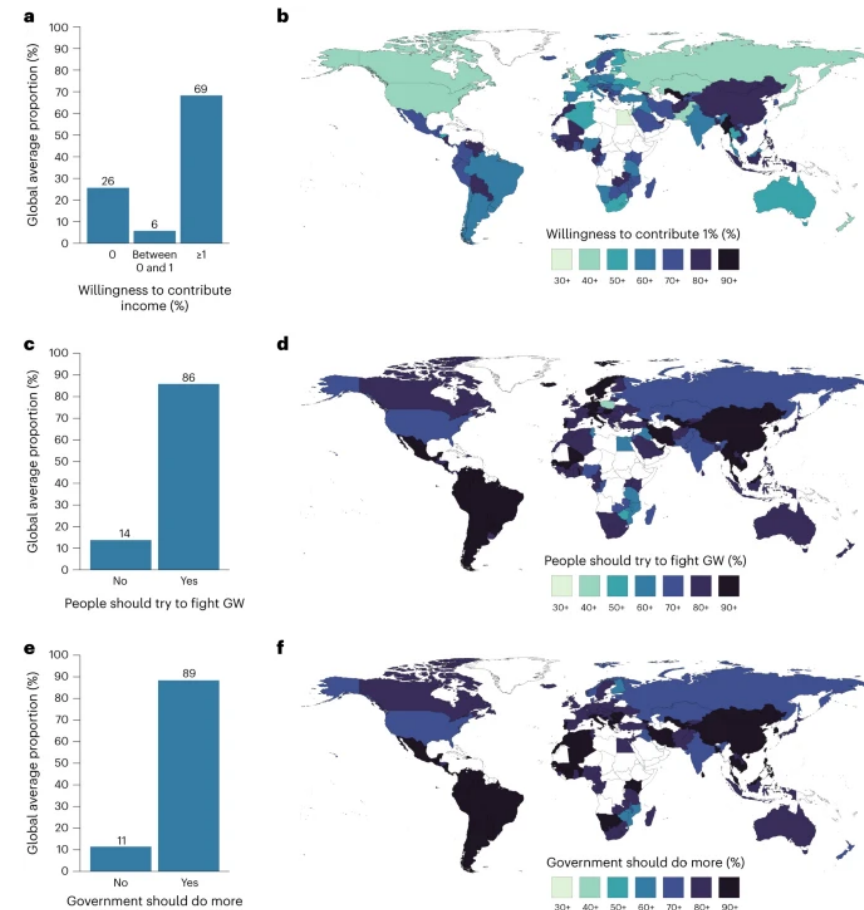 a
Global average proportion (%)
100
90
80
70
60
50
40
30
20
10
0
26
6
69
0
Between
0 and 1
≥1
Willingness to contribute
income (%)
b
Willingness to contribute 1% (%)
30+ 40+ 50+ 60+ 70+ 80+ 90+
c
Global average proportion (%)
100
90
80
70
60
50
40
30
20
10
0
14
86
No Yes
People should try to fight GW
d
People should try to fight GW (%)
30+ 40+ 50+ 60+ 70+ 80+ 90+
e
Global average proportion (%)
100
90
80
70
60
50
40
30
20
10
0
11
89
No Yes
Government should do more
f
Government should do more (%)
30+ 40+ 50+ 60+ 70+ 80+ 90+